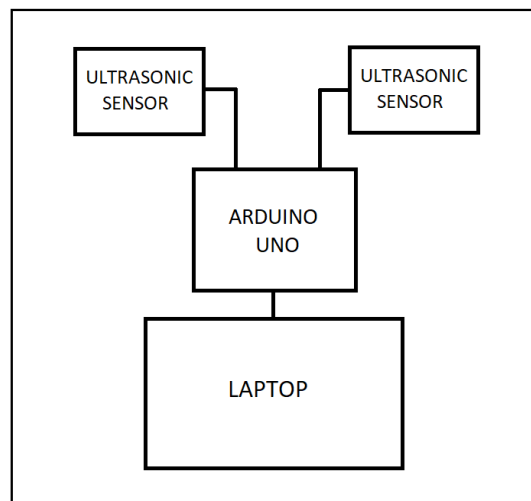 ULTRASONIC
SENSOR
ULTRASONIC
SENSOR
ARDUINO
UNO
LAPTOP